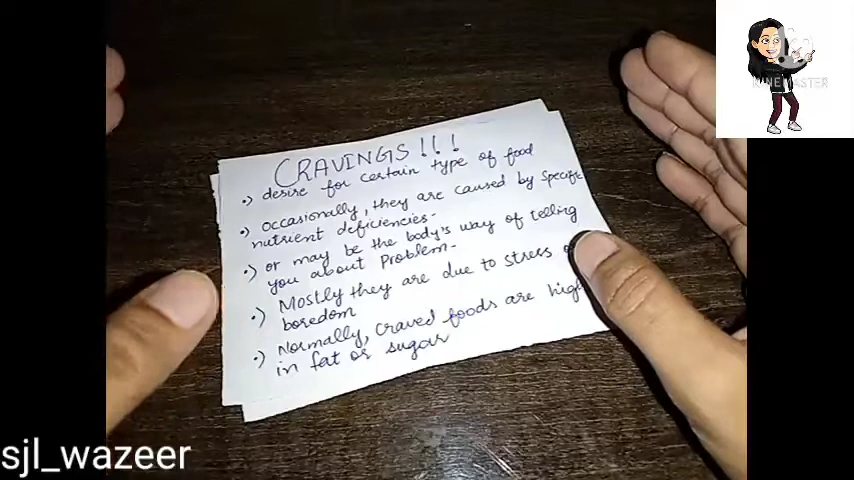 KINEMASTER
CRAVINGS!!!
•) desire for certain type of food
•) occasionally, they are caused by specific
nutrient deficiencies-
•) or may be the body's way of telling
you about problem-
•) Mostly they are due to stress
boredom
•) Normally, craved foods are high
in fat or sugar
sjl_wazeer